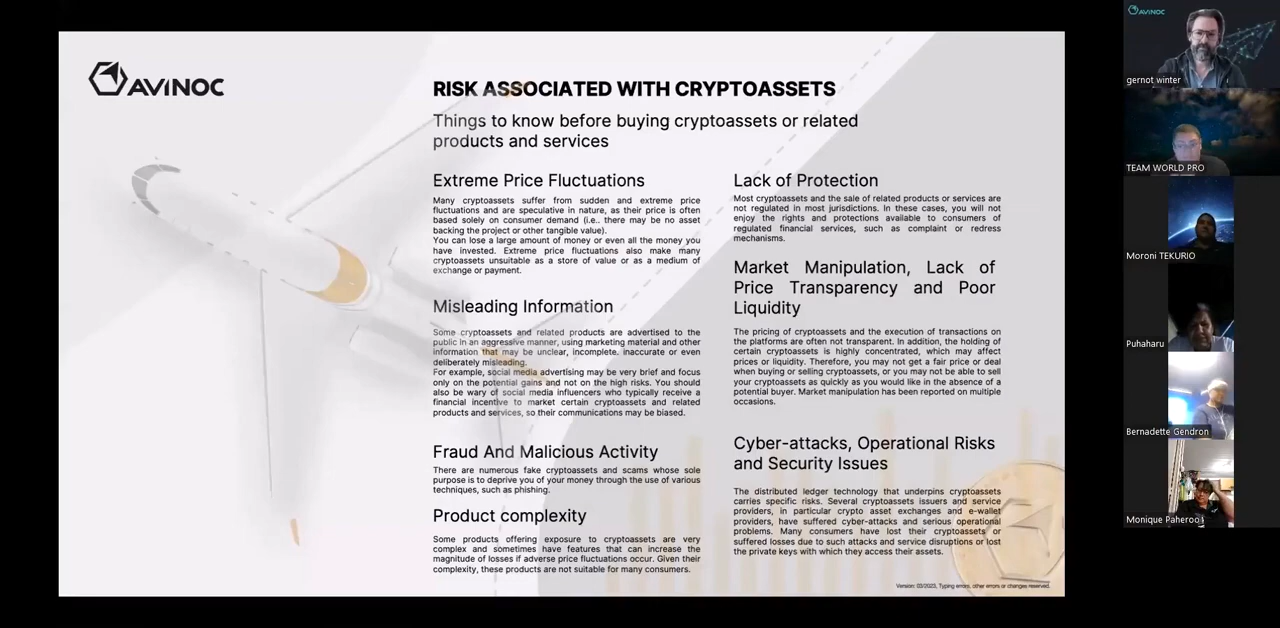 AVINOC
RISK ASSOCIATED WITH CRYPTOASSETS
Things to know before buying cryptoassets or related
products and services
Extreme Price Fluctuations
Many cryptoassets suffer from sudden and extreme price
fluctuations and are speculative in nature, as their price is often
based solely on consumer demand (i.e.. there may be no asset
backing the project or other tangible value).
You can lose a large amount of money or even all the money you
have invested. Extreme price fluctuations also make many
cryptoassets unsuitable as a store of value or as a medium of
exchange or payment.
Misleading Information
Some cryptoassets and related products are advertised to the
public in an aggressive manner, using marketing material and other
information that may be unclear, incomplete. inaccurate or even
deliberately misleading.
For example, social media advertising may be very brief and focus
only on the potential gains and not on the high risks. You should
also be wary of social media influencers who typically receive a
financial incentive to market certain cryptoassets and related
products and services, so their communications may be biased.
Fraud And Malicious Activity
There are numerous fake cryptoassets and scams whose sole
purpose is to deprive you of your money through the use of various
techniques, such as phishing.
Product complexity
Some products offering exposure to cryptoassets are very
complex and sometimes have features that can increase the
magnitude of losses if adverse price fluctuations occur. Given their
complexity, these products are not suitable for many consumers.
Lack of Protection
Most cryptoassets and the sale of related products or services are
not regulated in most jurisdictions. In these cases, you will not
enjoy the rights and protections available to consumers of
regulated financial services, such as complaint or redress
mechanisms.
Market Manipulation, Lack of
Price Transparency and Poor
Liquidity
The pricing of cryptoassets and the execution of transactions on
the platforms are often not transparent. In addition, the holding of
certain cryptoassets is highly concentrated, which may affect
prices or liquidity. Therefore, you may not get a fair price or deal
when buying or selling cryptoassets, or you may not be able to sell
your cryptoassets as quickly as you would like in the absence of a
potential buyer. Market manipulation has been reported on multiple
occasions.
Cyber-attacks, Operational Risks
and Security Issues
The distributed ledger technology that underpins cryptoassets
carries specific risks. Several cryptoassets issuers and service
providers, in particular crypto asset exchanges and e-wallet
providers, have suffered cyber-attacks and serious operational
problems. Many consumers have lost their cryptoassets or
suffered losses due to such attacks and service disruptions or lost
the private keys with which they access their assets.
Version: 03/2023, Typing errors, other errors or changes reserved.
AVINOC
gernot winter
TEAM WORLD PRO
Moroni TEKURIO
Puhaharu
Bernadette Gendron
Monique Paheroo